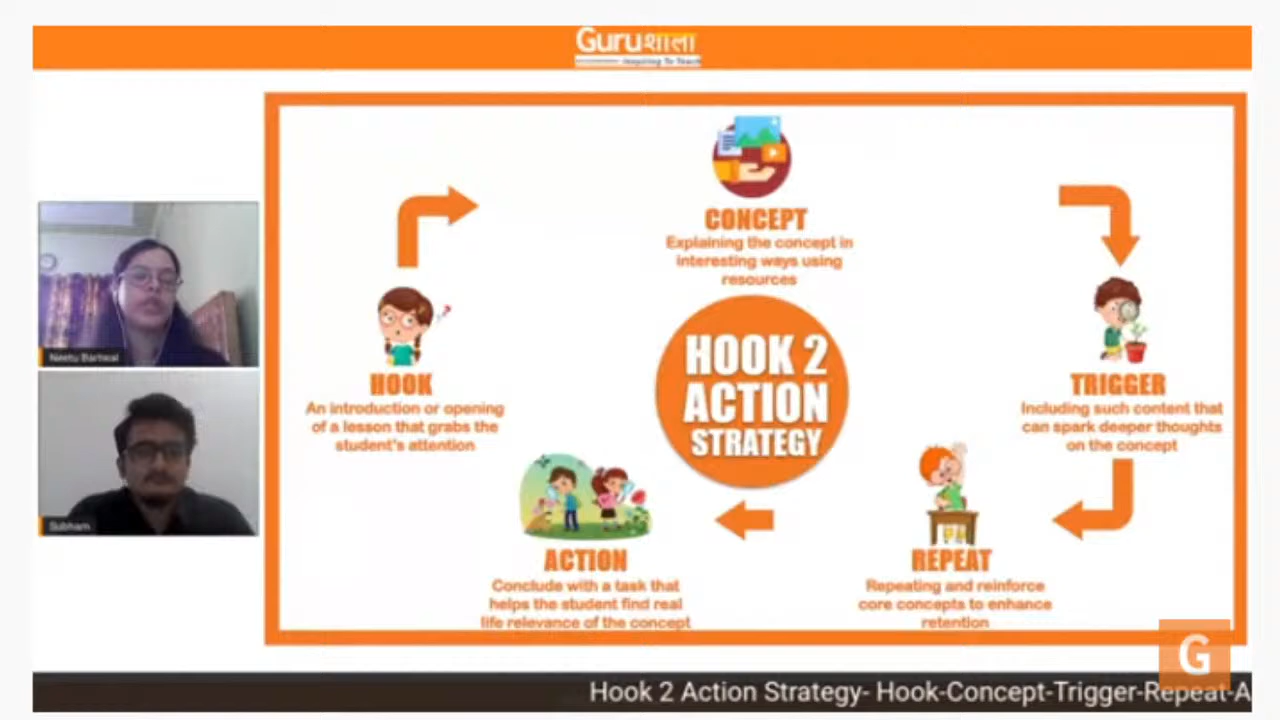 Guruशाला
Inspiring To Teach
CONCEPT
Explaining the concept in
interesting ways using
resources
HOOK
An introduction or opening
of a lesson that grabs the
student's attention
HOOK 2
ACTION
STRATEGY
TRIGGER
Including such content that
can spark deeper thoughts
on the concept
ACTION
Conclude with a task that
helps the student find real
life relevance of the concept
REPEAT
Repeating and reinforce
core concepts to enhance
retention
Neetu Bartwal
Subham
G
Hook 2 Action Strategy- Hook-Concept-Trigger-Repeat-A